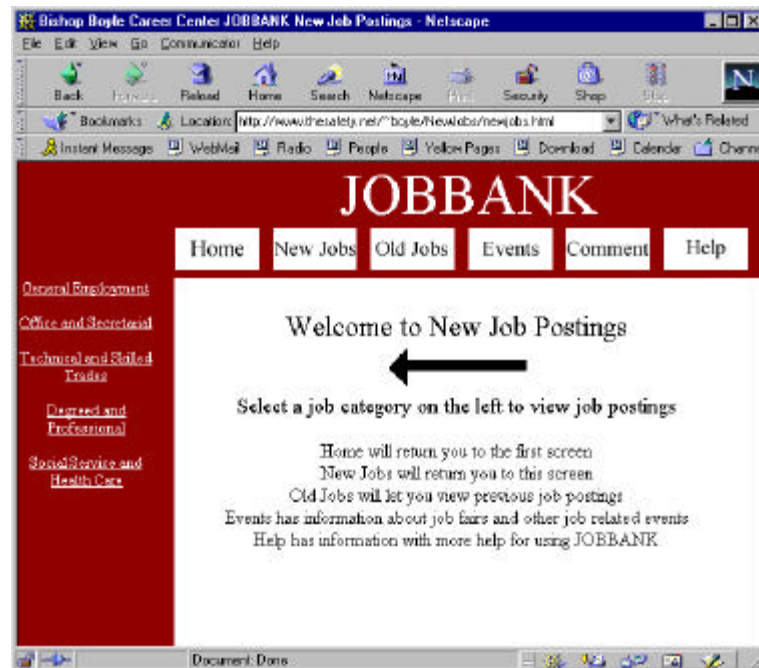 Bishop Boyle Career Center JOBBANK New Job Postings - Netscape
File Edit View Go Communicator Help
Back Forward Reload Home Search Netscape Print Security Shop Stop
N
Bookmarks Location: http://www.thesafety.net/~boyle/NewJobs/newjobs.html What's Related
Instant Message WebMail Radio People Yellow Pages Download Calendar Channe
JOBBANK
Home New Jobs Old Jobs Events Comment Help
General Employment
Office and Secretarial
Technical and Skilled
Trades
Degreed and
Professional
Social Service and
Health Care
Welcome to New Job Postings
Select a job category on the left to view job postings
Home will return you to the first screen
New Jobs will return you to this screen
Old Jobs will let you view previous job postings
Events has information about job fairs and other job related events
Help has information with more help for using JOBBANK
Document: Done